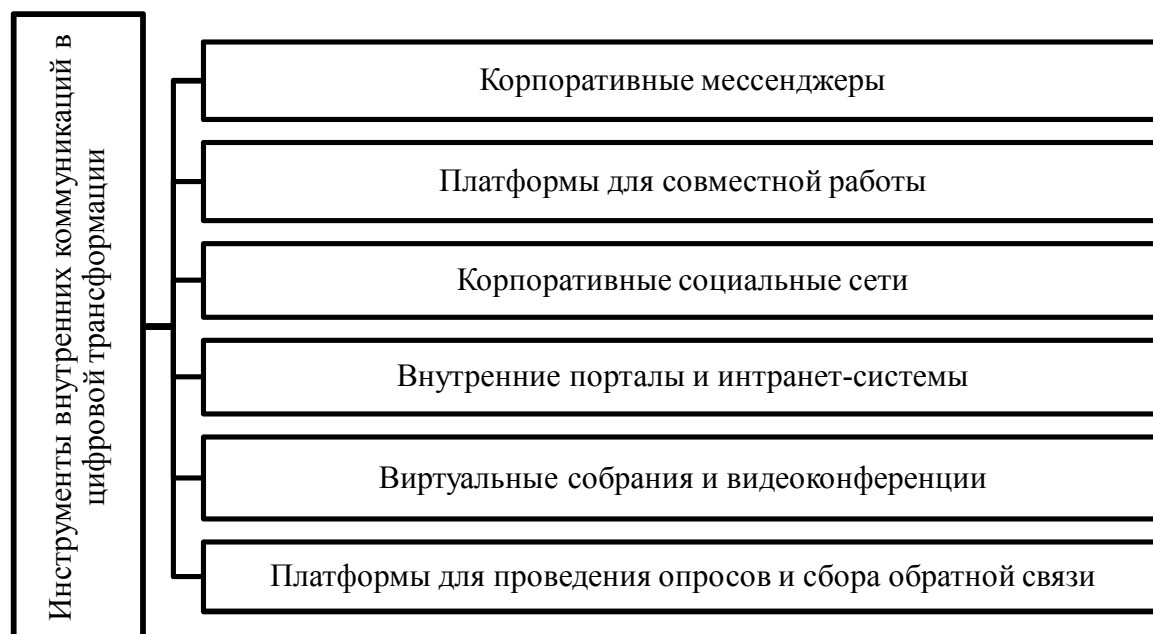 Инструменты внутренних коммуникаций в
цифровой трансформации
Корпоративные мессенджеры
Платформы для совместной работы
Корпоративные социальные сети
Внутренние порталы и интранет-системы
Виртуальные собрания и видеоконференции
Платформы для проведения опросов и сбора обратной связи